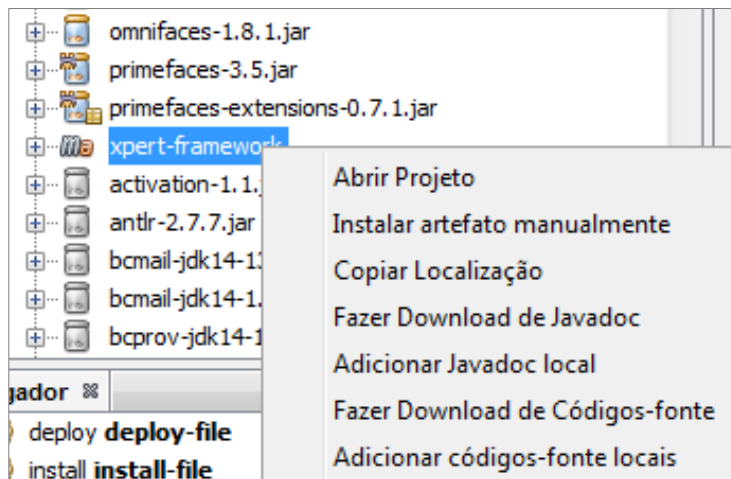 omnifaces-1.8.1.jar
primefaces-3.5.jar
primefaces-extensions-0.7.1.jar
xpert-framework
activation-1.1.j
antlr-2.7.7.jar
bcmail-jdk14-13
bcmail-jdk14-1.
bcprov-jdk14-1
gador
deploy deploy-file
install install-file
Abrir Projeto
Instalar artefato manualmente
Copiar Localização
Fazer Download de Javadoc
Adicionar Javadoc local
Fazer Download de Códigos-fonte
Adicionar códigos-fonte locais